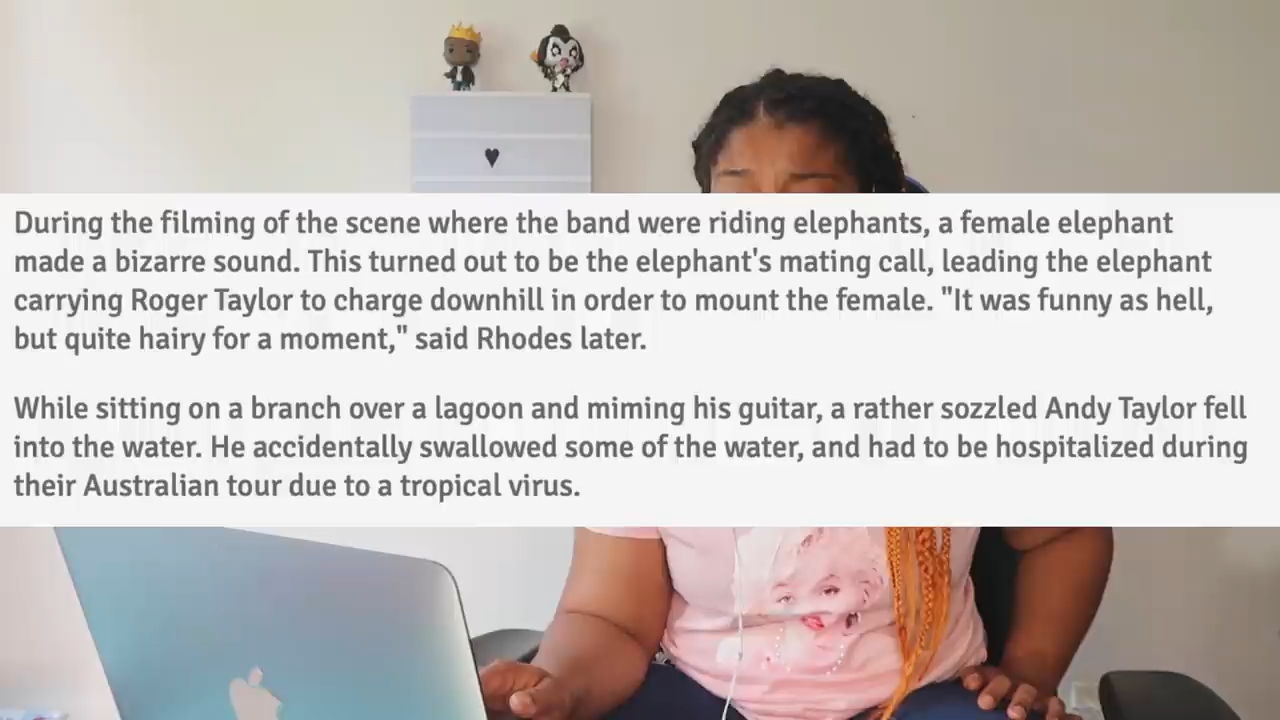 During the filming of the scene where the band were riding elephants, a female elephant
made a bizarre sound. This turned out to be the elephant's mating call, leading the elephant
carrying Roger Taylor to charge downhill in order to mount the female. "It was funny as hell,
but quite hairy for a moment," said Rhodes later.
While sitting on a branch over a lagoon and miming his guitar, a rather sozzled Andy Taylor fell
into the water. He accidentally swallowed some of the water, and had to be hospitalized during
their Australian tour due to a tropical virus.